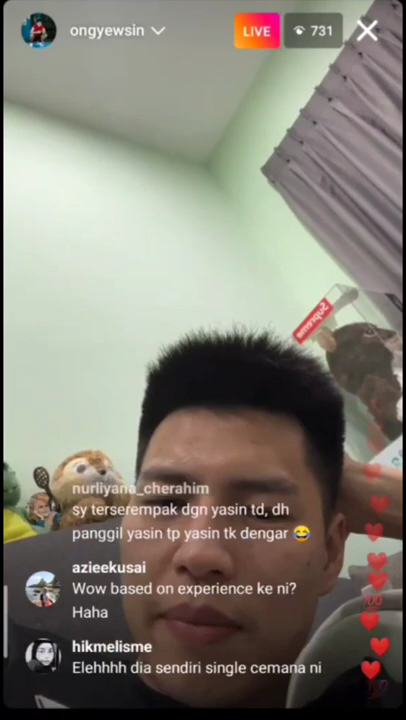 ongyewsin
LIVE
731
Supreme
nurliyana_cherahim
sy terserempak dgn yasin td, dh
panggil yasin tp yasin tk dengar 😂
azieekusai
Wow based on experience ke ni?
Haha
hikmelisme
Elehhhh dia sendiri single cemana ni
100